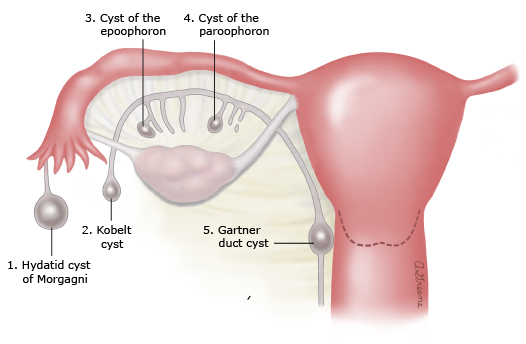 3. Cyst of the
epoophoron
4. Cyst of the
paroophoron
2. Kobelt
cyst
5. Gartner
duct cyst
1. Hydatid cyst
of Morgagni